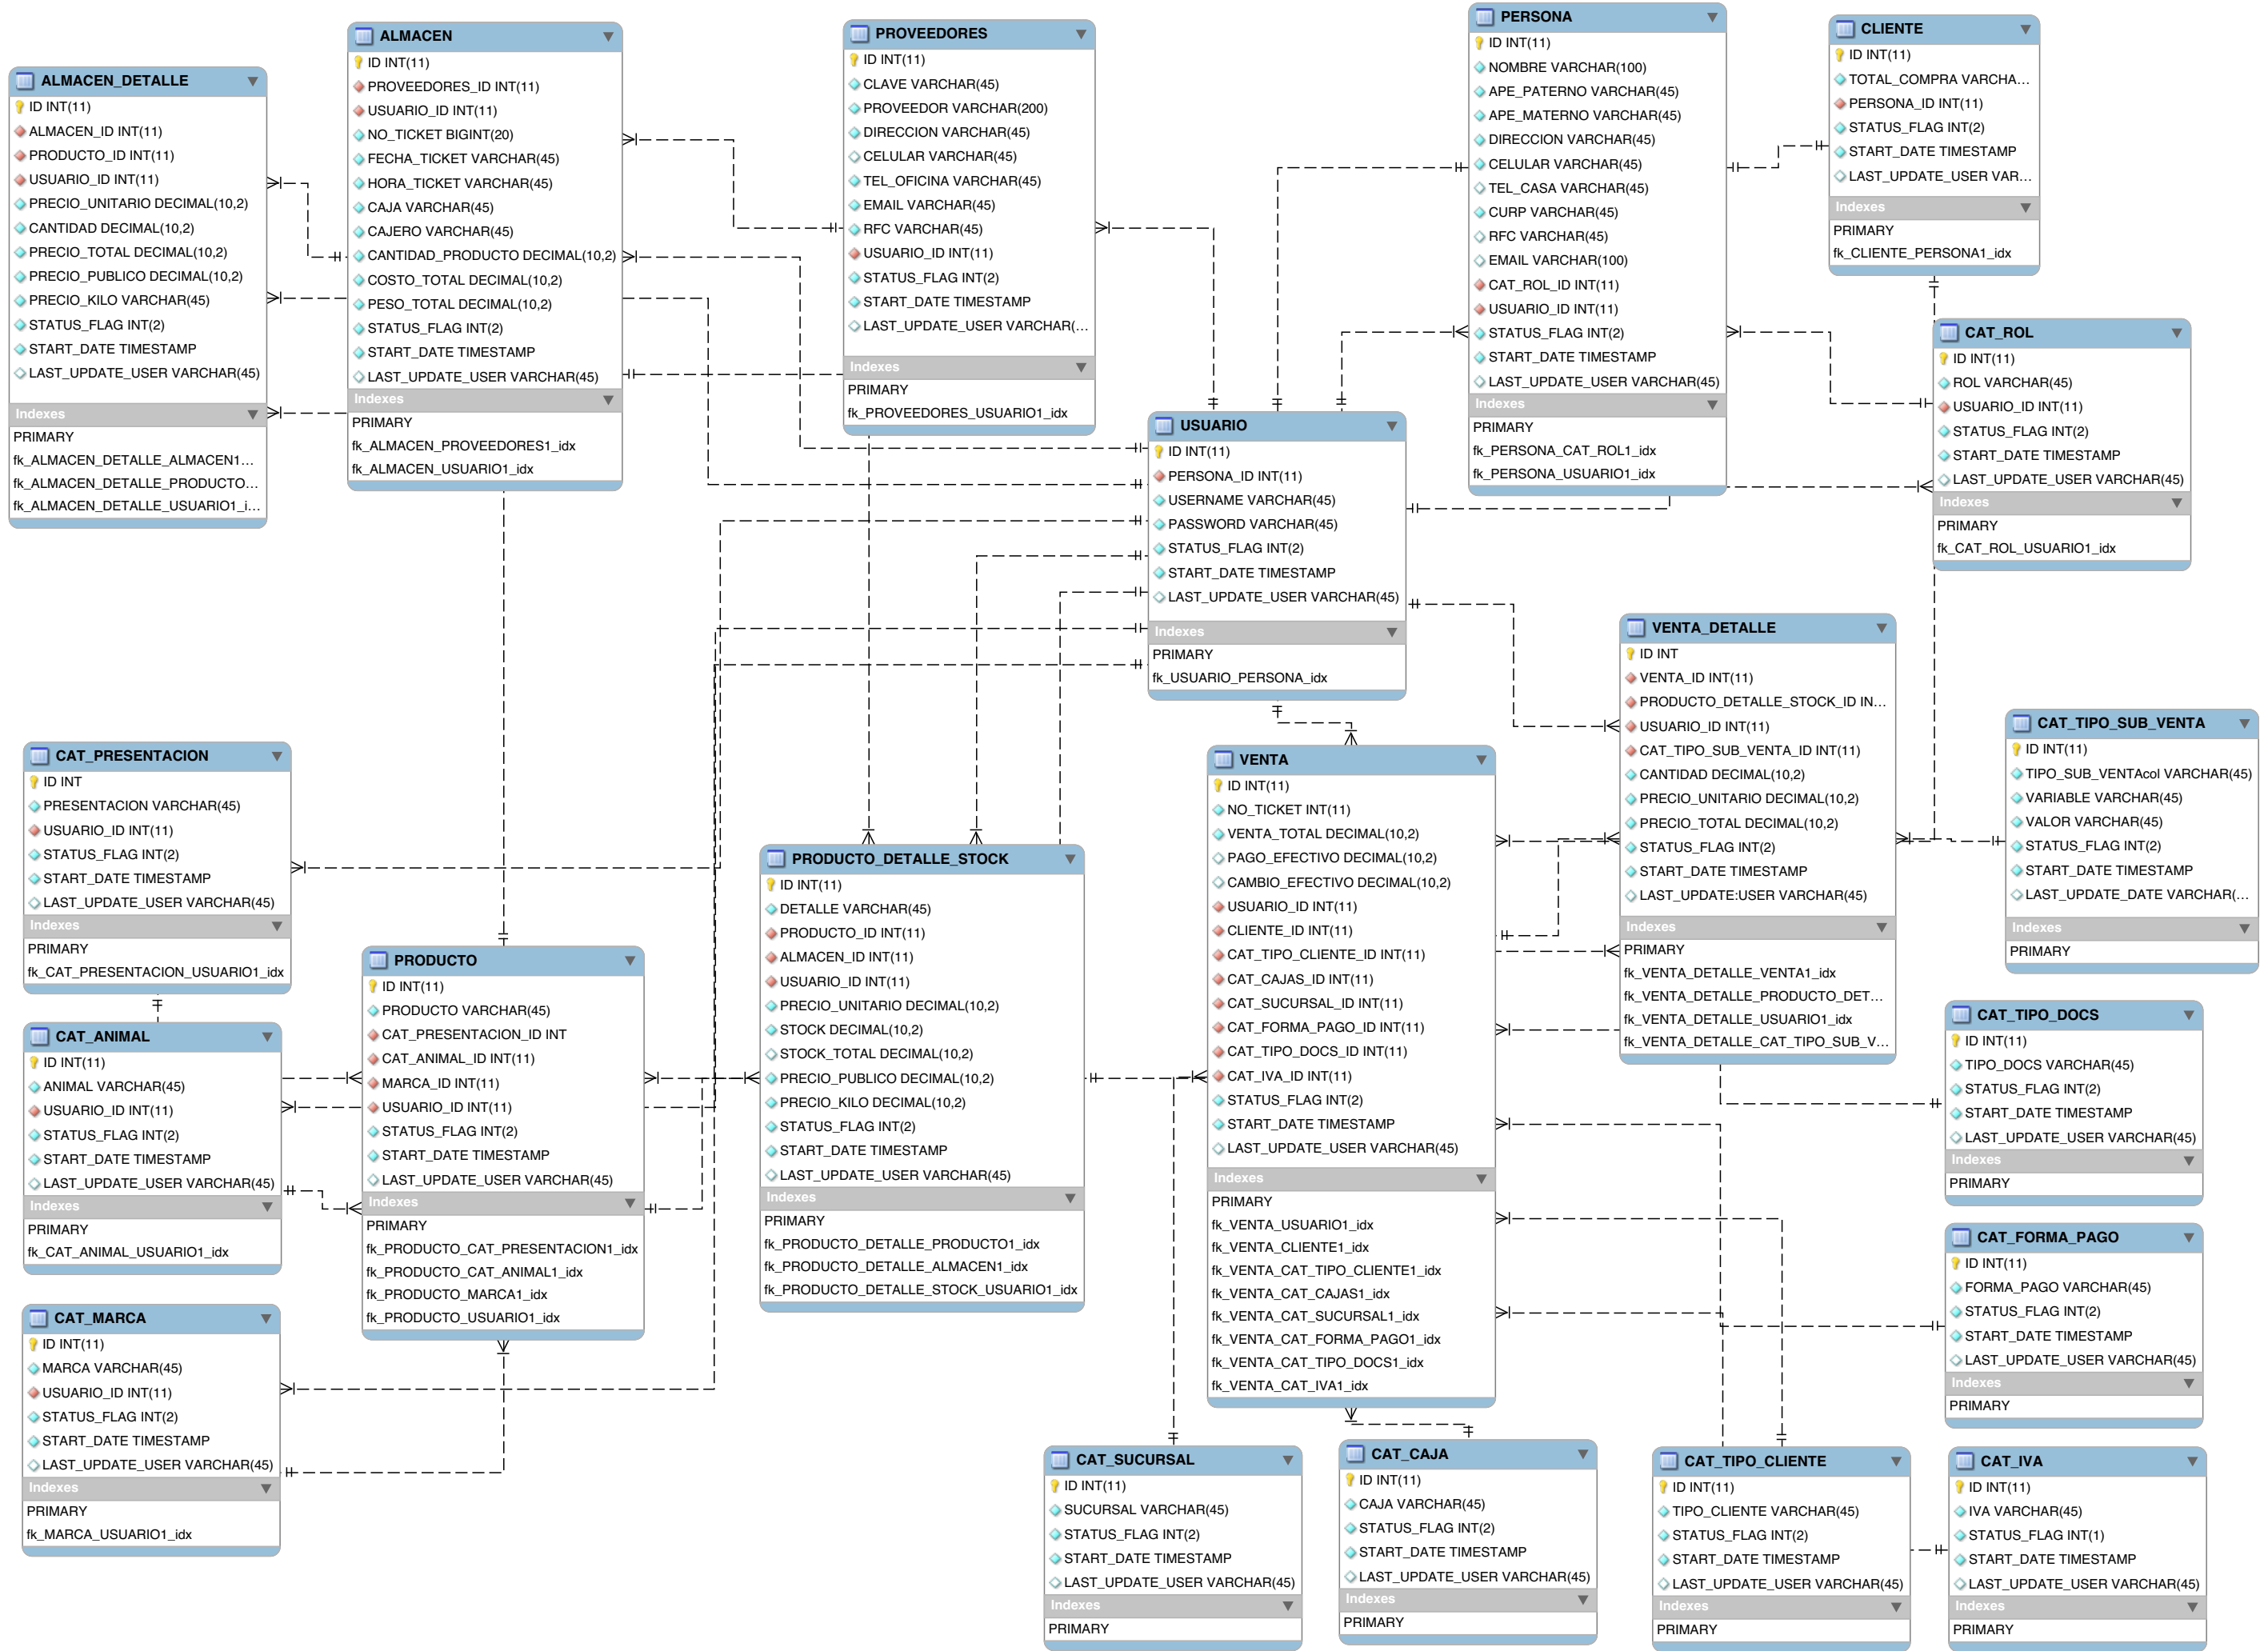 ALMACEN_DETALLE
ID INT(11)
ALMACEN_ID INT(11)
PRODUCTO_ID INT(11)
USUARIO_ID INT(11)
PRECIO_UNITARIO DECIMAL(10,2)
CANTIDAD DECIMAL(10,2)
PRECIO_TOTAL DECIMAL(10,2)
PRECIO_PUBLICO DECIMAL(10,2)
PRECIO_KILO VARCHAR(45)
STATUS_FLAG INT(2)
START_DATE TIMESTAMP
LAST_UPDATE_USER VARCHAR(45)
Indexes
PRIMARY
fk_ALMACEN_DETALLE_ALMACEN1...
fk_ALMACEN_DETALLE_PRODUCTO...
fk_ALMACEN_DETALLE_USUARIO1_i...
ALMACEN
ID INT(11)
PROVEEDORES_ID INT(11)
USUARIO_ID INT(11)
NO_TICKET BIGINT(20)
FECHA_TICKET VARCHAR(45)
HORA_TICKET VARCHAR(45)
CAJA VARCHAR(45)
CAJERO VARCHAR(45)
CANTIDAD_PRODUCTO DECIMAL(10,2)
COSTO_TOTAL DECIMAL(10,2)
PESO_TOTAL DECIMAL(10,2)
STATUS_FLAG INT(2)
START_DATE TIMESTAMP
LAST_UPDATE_USER VARCHAR(45)
Indexes
PRIMARY
fk_ALMACEN_PROVEEDORES1_idx
fk_ALMACEN_USUARIO1_idx
PROVEEDORES
ID INT(11)
CLAVE VARCHAR(45)
PROVEEDOR VARCHAR(200)
DIRECCION VARCHAR(45)
CELULAR VARCHAR(45)
TEL_OFICINA VARCHAR(45)
EMAIL VARCHAR(45)
RFC VARCHAR(45)
USUARIO_ID INT(11)
STATUS_FLAG INT(2)
START_DATE TIMESTAMP
LAST_UPDATE_USER VARCHAR(...
Indexes
PRIMARY
fk_PROVEEDORES_USUARIO1_idx
PERSONA
ID INT(11)
NOMBRE VARCHAR(100)
APE_PATERNO VARCHAR(45)
APE_MATERNO VARCHAR(45)
DIRECCION VARCHAR(45)
CELULAR VARCHAR(45)
TEL_CASA VARCHAR(45)
CURP VARCHAR(45)
RFC VARCHAR(45)
EMAIL VARCHAR(100)
CAT_ROL_ID INT(11)
USUARIO_ID INT(11)
STATUS_FLAG INT(2)
START_DATE TIMESTAMP
LAST_UPDATE_USER VARCHAR(45)
Indexes
PRIMARY
fk_PERSONA_CAT_ROL1_idx
fk_PERSONA_USUARIO1_idx
CLIENTE
ID INT(11)
TOTAL_COMPRA VARCHA...
PERSONA_ID INT(11)
STATUS_FLAG INT(2)
START_DATE TIMESTAMP
LAST_UPDATE_USER VAR...
Indexes
PRIMARY
fk_CLIENTE_PERSONA1_idx
CAT_ROL
ID INT(11)
ROL VARCHAR(45)
USUARIO_ID INT(11)
STATUS_FLAG INT(2)
START_DATE TIMESTAMP
LAST_UPDATE_USER VARCHAR(45)
Indexes
PRIMARY
fk_CAT_ROL_USUARIO1_idx
USUARIO
ID INT(11)
PERSONA_ID INT(11)
USERNAME VARCHAR(45)
PASSWORD VARCHAR(45)
STATUS_FLAG INT(2)
START_DATE TIMESTAMP
LAST_UPDATE_USER VARCHAR(45)
Indexes
PRIMARY
fk_USUARIO_PERSONA_idx
VENTA_DETALLE
ID INT
VENTA_ID INT(11)
PRODUCTO_DETALLE_STOCK_ID IN...
USUARIO_ID INT(11)
CAT_TIPO_SUB_VENTA_ID INT(11)
CANTIDAD DECIMAL(10,2)
PRECIO_UNITARIO DECIMAL(10,2)
PRECIO_TOTAL DECIMAL(10,2)
STATUS_FLAG INT(2)
START_DATE TIMESTAMP
LAST_UPDATE:USER VARCHAR(45)
Indexes
PRIMARY
fk_VENTA_DETALLE_VENTA1_idx
fk_VENTA_DETALLE_PRODUCTO_DET...
fk_VENTA_DETALLE_USUARIO1_idx
fk_VENTA_DETALLE_CAT_TIPO_SUB_V...
CAT_TIPO_SUB_VENTA
ID INT(11)
TIPO_SUB_VENTAcol VARCHAR(45)
VARIABLE VARCHAR(45)
VALOR VARCHAR(45)
STATUS_FLAG INT(2)
START_DATE TIMESTAMP
LAST_UPDATE_DATE VARCHAR(...
Indexes
PRIMARY
CAT_PRESENTACION
ID INT
PRESENTACION VARCHAR(45)
USUARIO_ID INT(11)
STATUS_FLAG INT(2)
START_DATE TIMESTAMP
LAST_UPDATE_USER VARCHAR(45)
Indexes
PRIMARY
fk_CAT_PRESENTACION_USUARIO1_idx
VENTA
ID INT(11)
NO_TICKET INT(11)
VENTA_TOTAL DECIMAL(10,2)
PAGO_EFECTIVO DECIMAL(10,2)
CAMBIO_EFECTIVO DECIMAL(10,2)
USUARIO_ID INT(11)
CLIENTE_ID INT(11)
CAT_TIPO_CLIENTE_ID INT(11)
CAT_CAJAS_ID INT(11)
CAT_SUCURSAL_ID INT(11)
CAT_FORMA_PAGO_ID INT(11)
CAT_TIPO_DOCS_ID INT(11)
CAT_IVA_ID INT(11)
STATUS_FLAG INT(2)
START_DATE TIMESTAMP
LAST_UPDATE_USER VARCHAR(45)
Indexes
PRIMARY
fk_VENTA_USUARIO1_idx
fk_VENTA_CLIENTE1_idx
fk_VENTA_CAT_TIPO_CLIENTE1_idx
fk_VENTA_CAT_CAJAS1_idx
fk_VENTA_CAT_SUCURSAL1_idx
fk_VENTA_CAT_FORMA_PAGO1_idx
fk_VENTA_CAT_TIPO_DOCS1_idx
fk_VENTA_CAT_IVA1_idx
PRODUCTO_DETALLE_STOCK
ID INT(11)
DETALLE VARCHAR(45)
PRODUCTO_ID INT(11)
ALMACEN_ID INT(11)
USUARIO_ID INT(11)
PRECIO_UNITARIO DECIMAL(10,2)
STOCK DECIMAL(10,2)
STOCK_TOTAL DECIMAL(10,2)
PRECIO_PUBLICO DECIMAL(10,2)
PRECIO_KILO DECIMAL(10,2)
STATUS_FLAG INT(2)
START_DATE TIMESTAMP
LAST_UPDATE_USER VARCHAR(45)
Indexes
PRIMARY
fk_PRODUCTO_DETALLE_PRODUCTO1_idx
fk_PRODUCTO_DETALLE_ALMACEN1_idx
fk_PRODUCTO_DETALLE_STOCK_USUARIO1_idx
PRODUCTO
ID INT(11)
PRODUCTO VARCHAR(45)
CAT_PRESENTACION_ID INT
CAT_ANIMAL_ID INT(11)
MARCA_ID INT(11)
USUARIO_ID INT(11)
STATUS_FLAG INT(2)
START_DATE TIMESTAMP
LAST_UPDATE_USER VARCHAR(45)
Indexes
PRIMARY
fk_PRODUCTO_CAT_PRESENTACION1_idx
fk_PRODUCTO_CAT_ANIMAL1_idx
fk_PRODUCTO_MARCA1_idx
fk_PRODUCTO_USUARIO1_idx
CAT_ANIMAL
ID INT(11)
ANIMAL VARCHAR(45)
USUARIO_ID INT(11)
STATUS_FLAG INT(2)
START_DATE TIMESTAMP
LAST_UPDATE_USER VARCHAR(45)
Indexes
PRIMARY
fk_CAT_ANIMAL_USUARIO1_idx
CAT_TIPO_DOCS
ID INT(11)
TIPO_DOCS VARCHAR(45)
STATUS_FLAG INT(2)
START_DATE TIMESTAMP
LAST_UPDATE_USER VARCHAR(45)
Indexes
PRIMARY
CAT_FORMA_PAGO
ID INT(11)
FORMA_PAGO VARCHAR(45)
STATUS_FLAG INT(2)
START_DATE TIMESTAMP
LAST_UPDATE_USER VARCHAR(45)
Indexes
PRIMARY
CAT_MARCA
ID INT(11)
MARCA VARCHAR(45)
USUARIO_ID INT(11)
STATUS_FLAG INT(2)
START_DATE TIMESTAMP
LAST_UPDATE_USER VARCHAR(45)
Indexes
PRIMARY
fk_MARCA_USUARIO1_idx
CAT_SUCURSAL
ID INT(11)
SUCURSAL VARCHAR(45)
STATUS_FLAG INT(2)
START_DATE TIMESTAMP
LAST_UPDATE_USER VARCHAR(45)
Indexes
PRIMARY
CAT_CAJA
ID INT(11)
CAJA VARCHAR(45)
STATUS_FLAG INT(2)
START_DATE TIMESTAMP
LAST_UPDATE_USER VARCHAR(45)
Indexes
PRIMARY
CAT_TIPO_CLIENTE
ID INT(11)
TIPO_CLIENTE VARCHAR(45)
STATUS_FLAG INT(2)
START_DATE TIMESTAMP
LAST_UPDATE_USER VARCHAR(45)
Indexes
PRIMARY
CAT_IVA
ID INT(11)
IVA VARCHAR(45)
STATUS_FLAG INT(1)
START_DATE TIMESTAMP
LAST_UPDATE_USER VARCHAR(45)
Indexes
PRIMARY